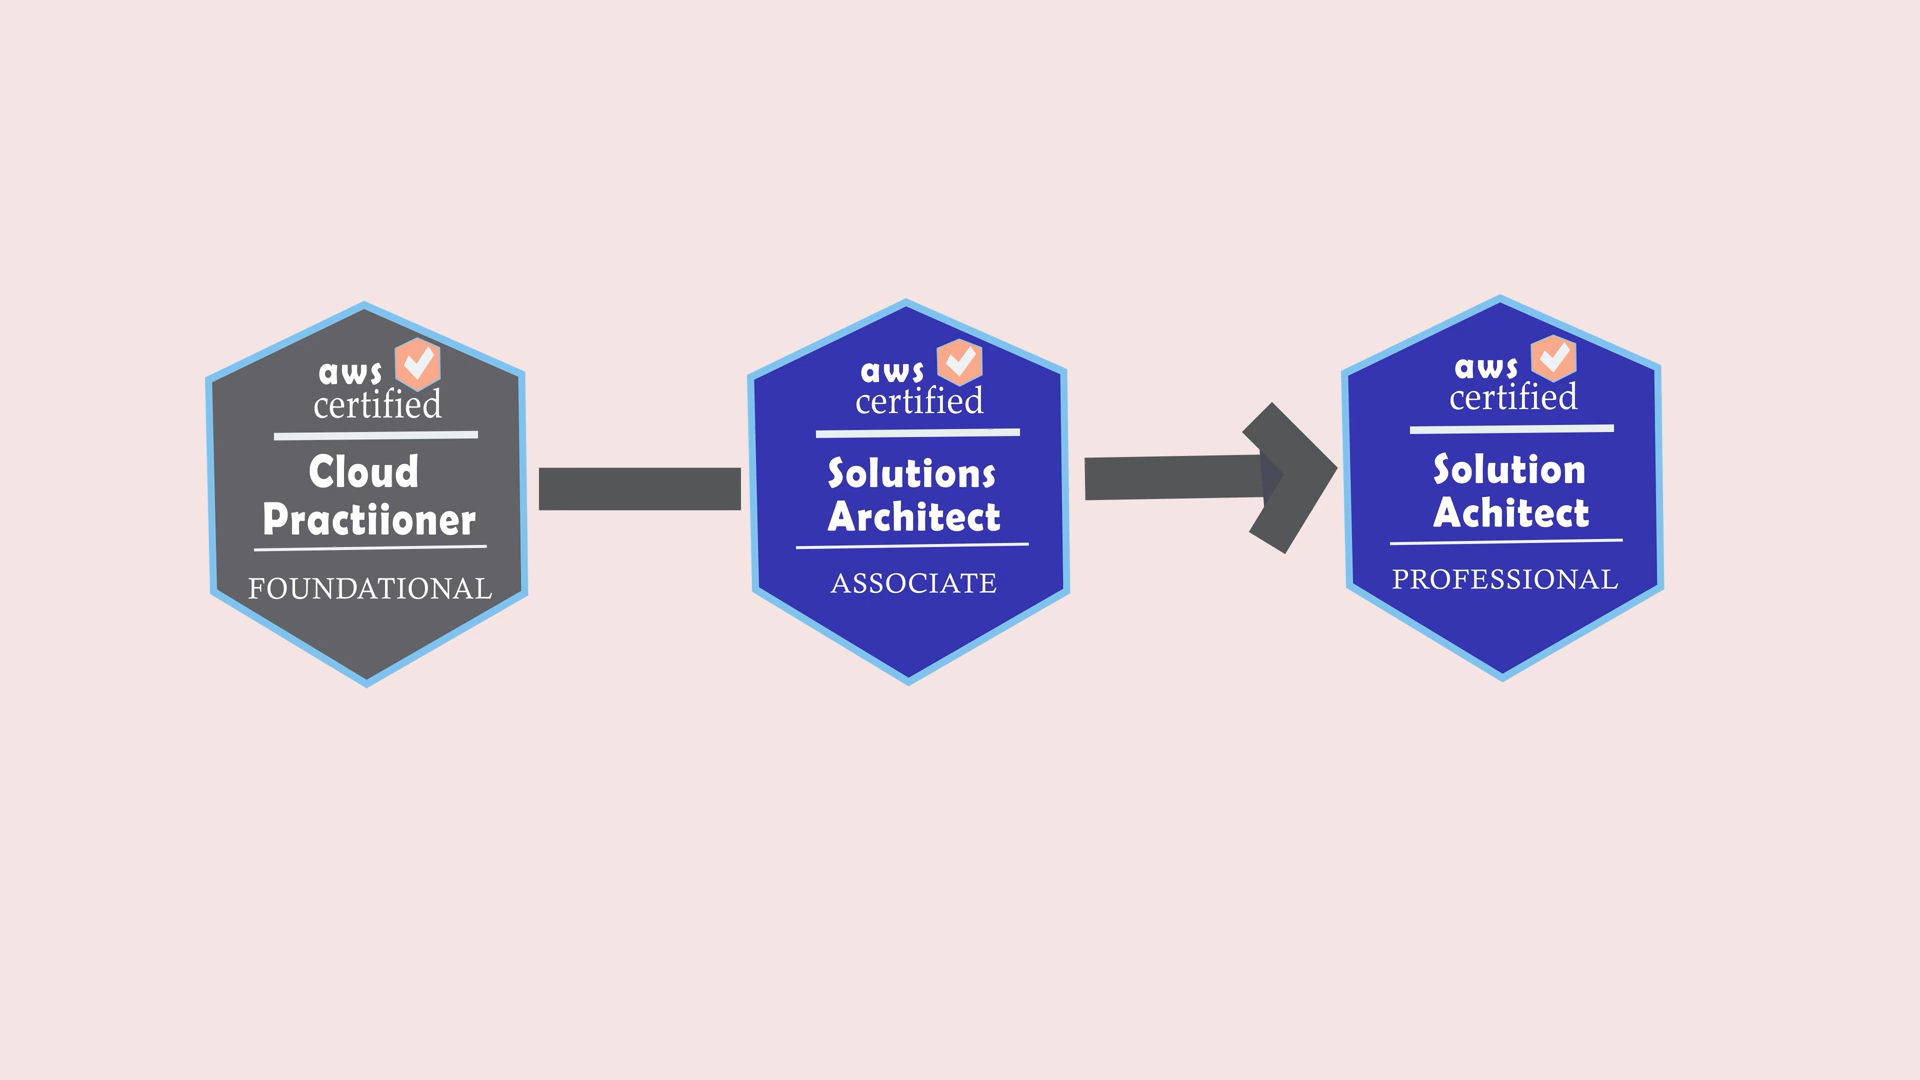 aws
certified
Cloud
Practiioner
FOUNDATIONAL
aws
certified
Solutions
Architect
ASSOCIATE
aws
certified
Solution
Achitect
PROFESSIONAL